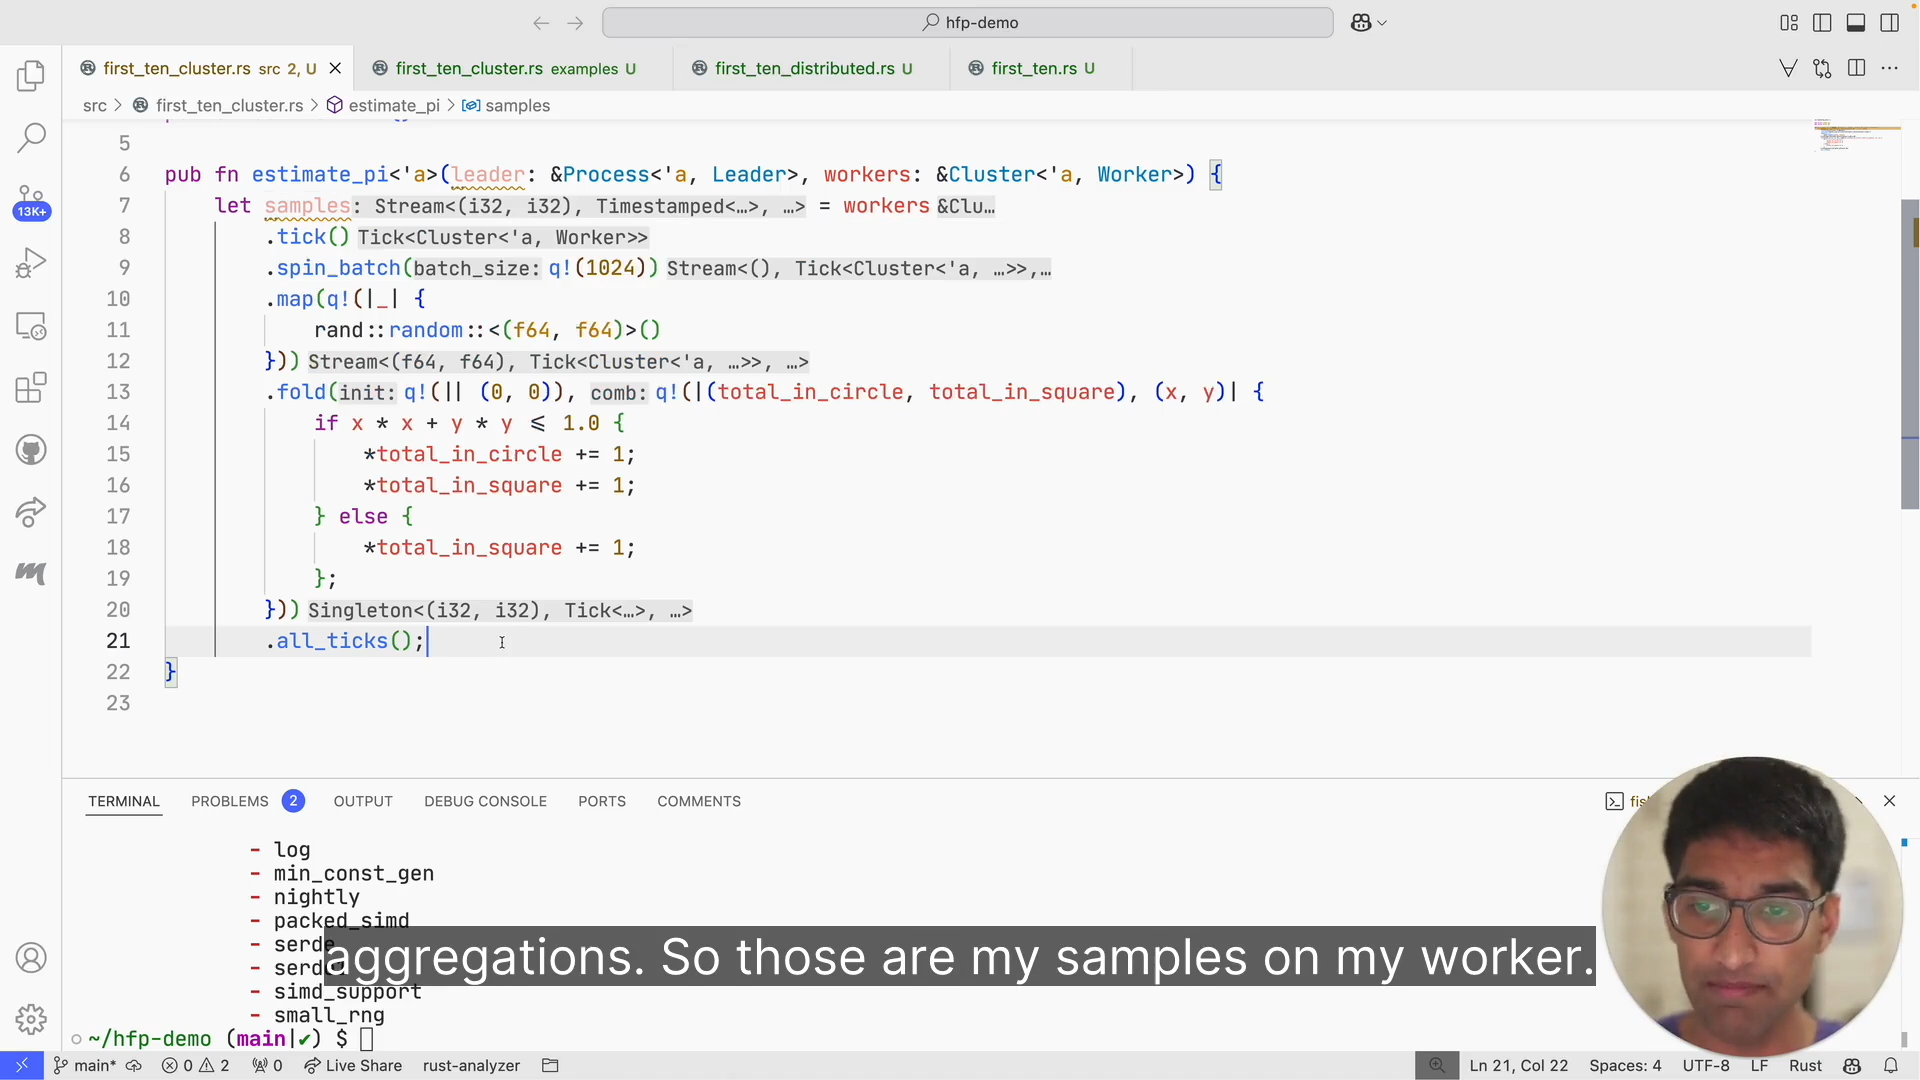 hfp-demo
first_ten_cluster.rs src 2, U
first_ten_cluster.rs examples U
first_ten_distributed.rs U
first_ten.rs U
src > first_ten_cluster.rs > estimate_pi > samples
5
6 pub fn estimate_pi<'a>(leader: &Process<'a, Leader>, workers: &Cluster<'a, Worker>) {
7 let samples: Stream<(i32, i32), Timestamped<…>, …> = workers &Clu…
8 .tick() Tick<Cluster<'a, Worker>>
9 .spin_batch(batch_size: q!(1024)) Stream<(), Tick<Cluster<'a, …>>,…
10 .map(q!(|_| {
11 rand::random::<(f64, f64)>()
12 })) Stream<(f64, f64), Tick<Cluster<'a, …>>, …>
13 .fold(init: q!(|| (0, 0)), comb: q!(|(total_in_circle, total_in_square), (x, y)| {
14 if x * x + y * y <= 1.0 {
15 *total_in_circle += 1;
16 *total_in_square += 1;
17 } else {
18 *total_in_square += 1;
19 };
20 })) Singleton<(i32, i32), Tick<…>, …>
21 .all_ticks();
22 }
23
13K+
TERMINAL PROBLEMS 2 OUTPUT DEBUG CONSOLE PORTS COMMENTS
- log
- min_const_gen
- nightly
- packed_simd
- serde
- simd_support
- small_rng
aggregations. So those are my samples on my worker.
~/hfp-demo (main|✔) $
main* 0 2 0 Live Share rust-analyzer
Ln 21, Col 22 Spaces: 4 UTF-8 LF Rust